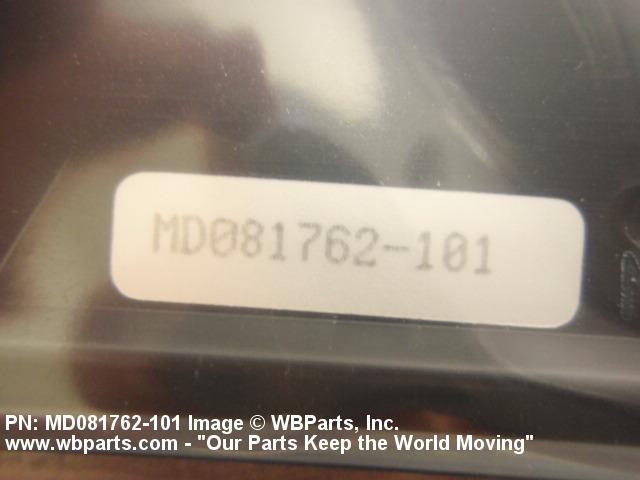 MD081762-101
PN: MD081762-101 Image © WBParts, Inc.
www.wbparts.com - "Our Parts Keep the World Moving"